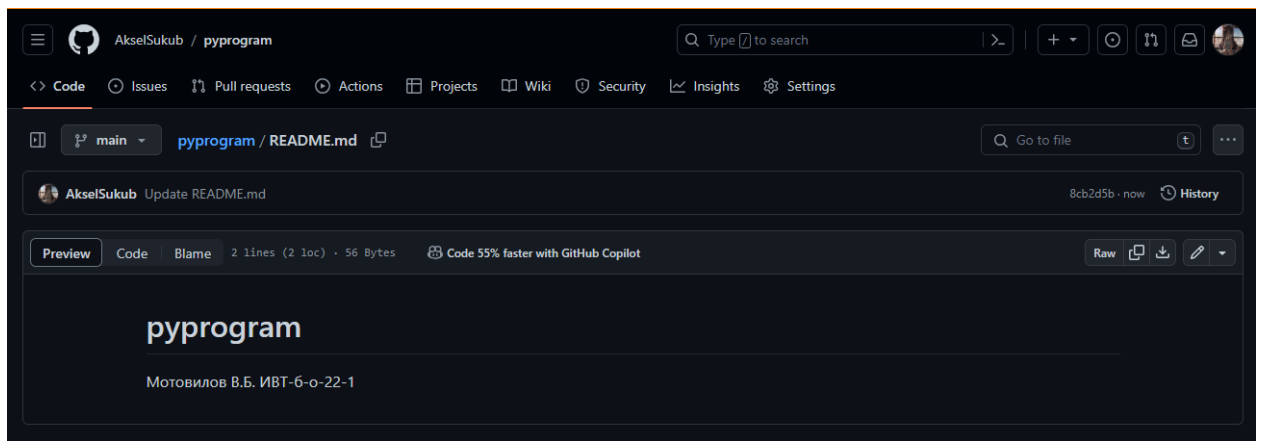 AkselSukub / pyprogram
Type / to search
Code
Issues
Pull requests
Actions
Projects
Wiki
Security
Insights
Settings
main
pyprogram / README.md
Go to file
t
AkselSukub Update README.md
8cb2d5b · now
History
Preview
Code
Blame
2 lines (2 loc) · 56 Bytes
Code 55% faster with GitHub Copilot
Raw
pyprogram
Мотовилов В.Б. ИВТ-б-о-22-1